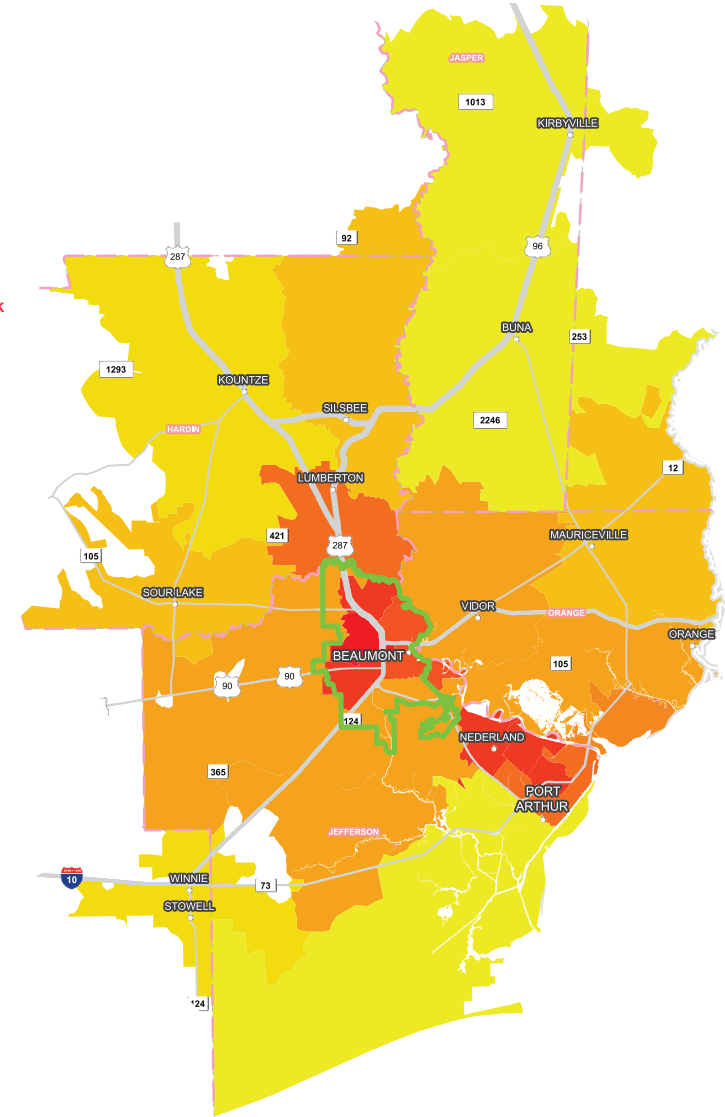 JASPER
1013
KIRBYVILLE
92
96
287
K
BUNA
253
1293
KOUNTZE
SILSBEE
2246
HARDIN
12
LUMBERTON
421
MAURICEVILLE
287
105
SOUR LAKE
VIDOR
ORANGE
ORANGE
BEAUMONT
105
90
90
124
NEDERLAND
365
PORT
ARTHUR
JEFFERSON
10
WINNIE
73
STOWELL
124